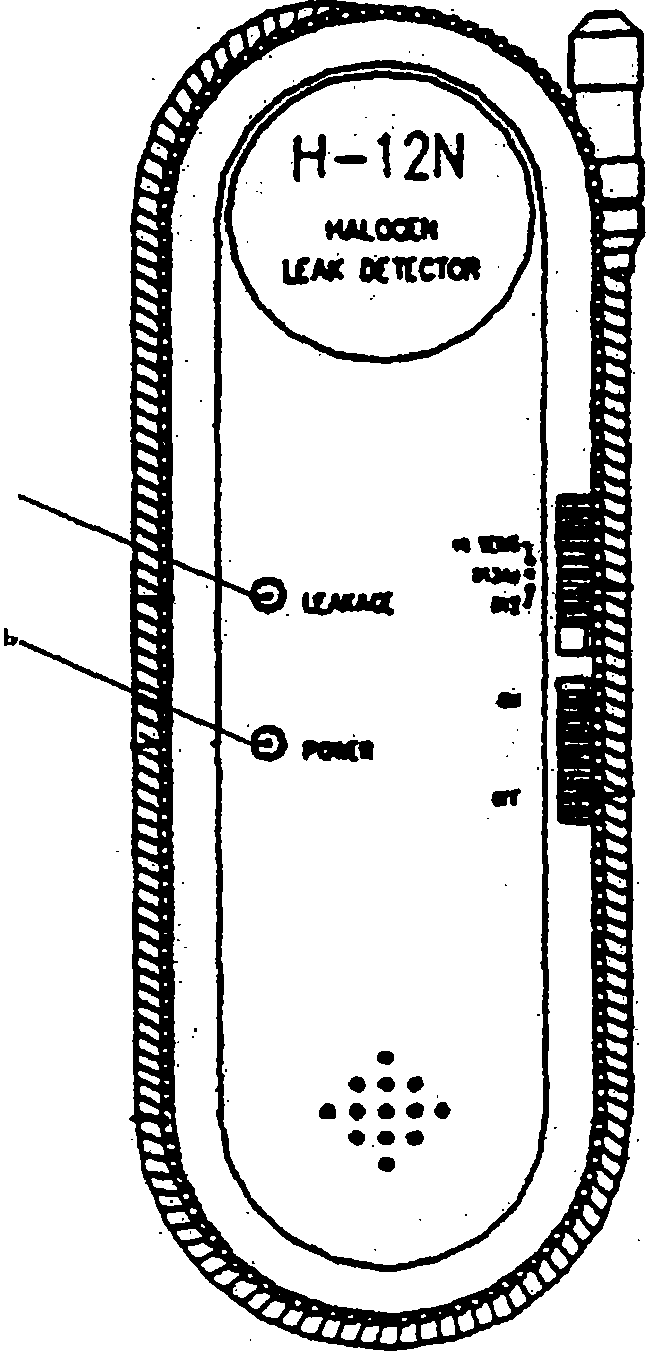 H-12N
HALOGEN
LEAK DETECTOR
LEAKAGE
b
POWER
ON
OFF